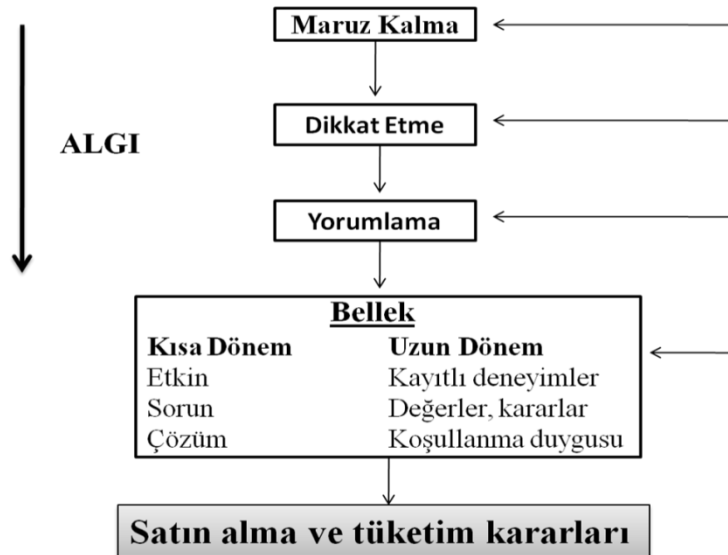 Maruz Kalma
Dikkat Etme
ALGI
Yorumlama
Bellek
Kısa Dönem Uzun Dönem
Etkin Kayıtlı deneyimler
Sorun Değerler, kararlar
Çözüm Koşullanma duygusu
Satın alma ve tüketim kararları